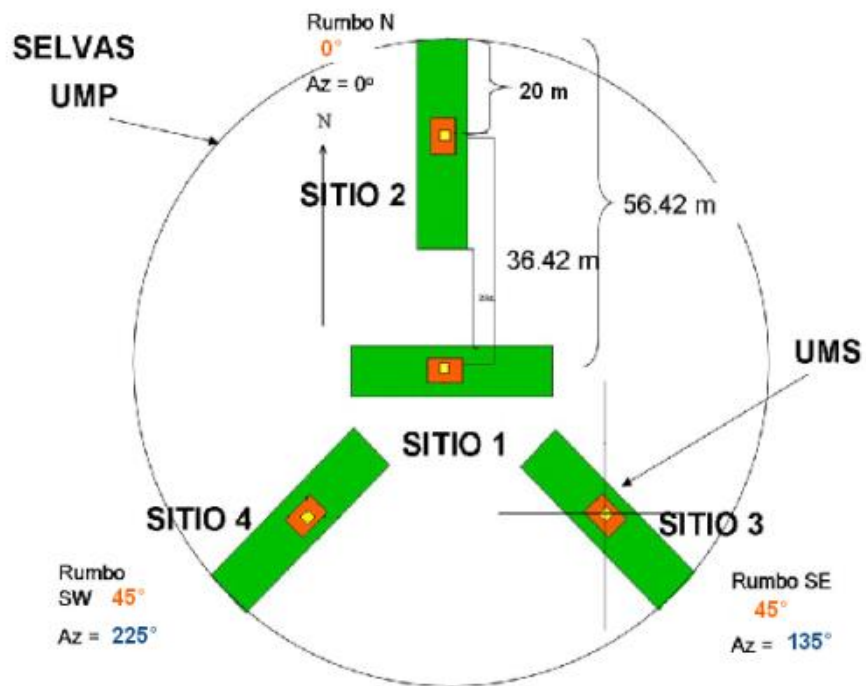 Rumbo N
0°
Az = 0º
SELVAS
UMP
N
20 m
SITIO 2
56.42 m
36.42 m
UMS
SITIO 1
SITIO 4
SITIO 3
Rumbo
SW 45°
Az = 225°
Rumbo SE
45°
Az = 135°